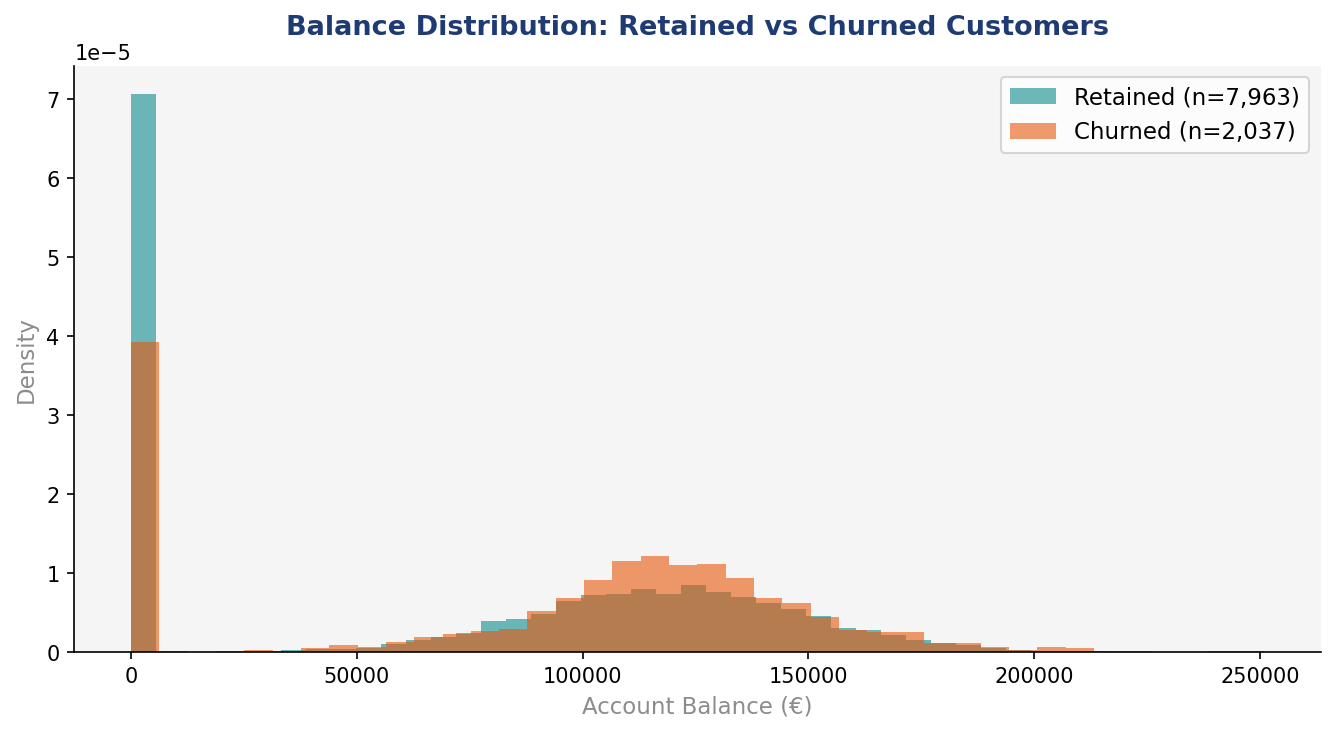 Balance Distribution: Retained vs Churned Customers
1e−5
7
6
5
4
3
2
1
0
Density
Retained (n=7,963)
Churned (n=2,037)
0 50000 100000 150000 200000 250000
Account Balance (€)